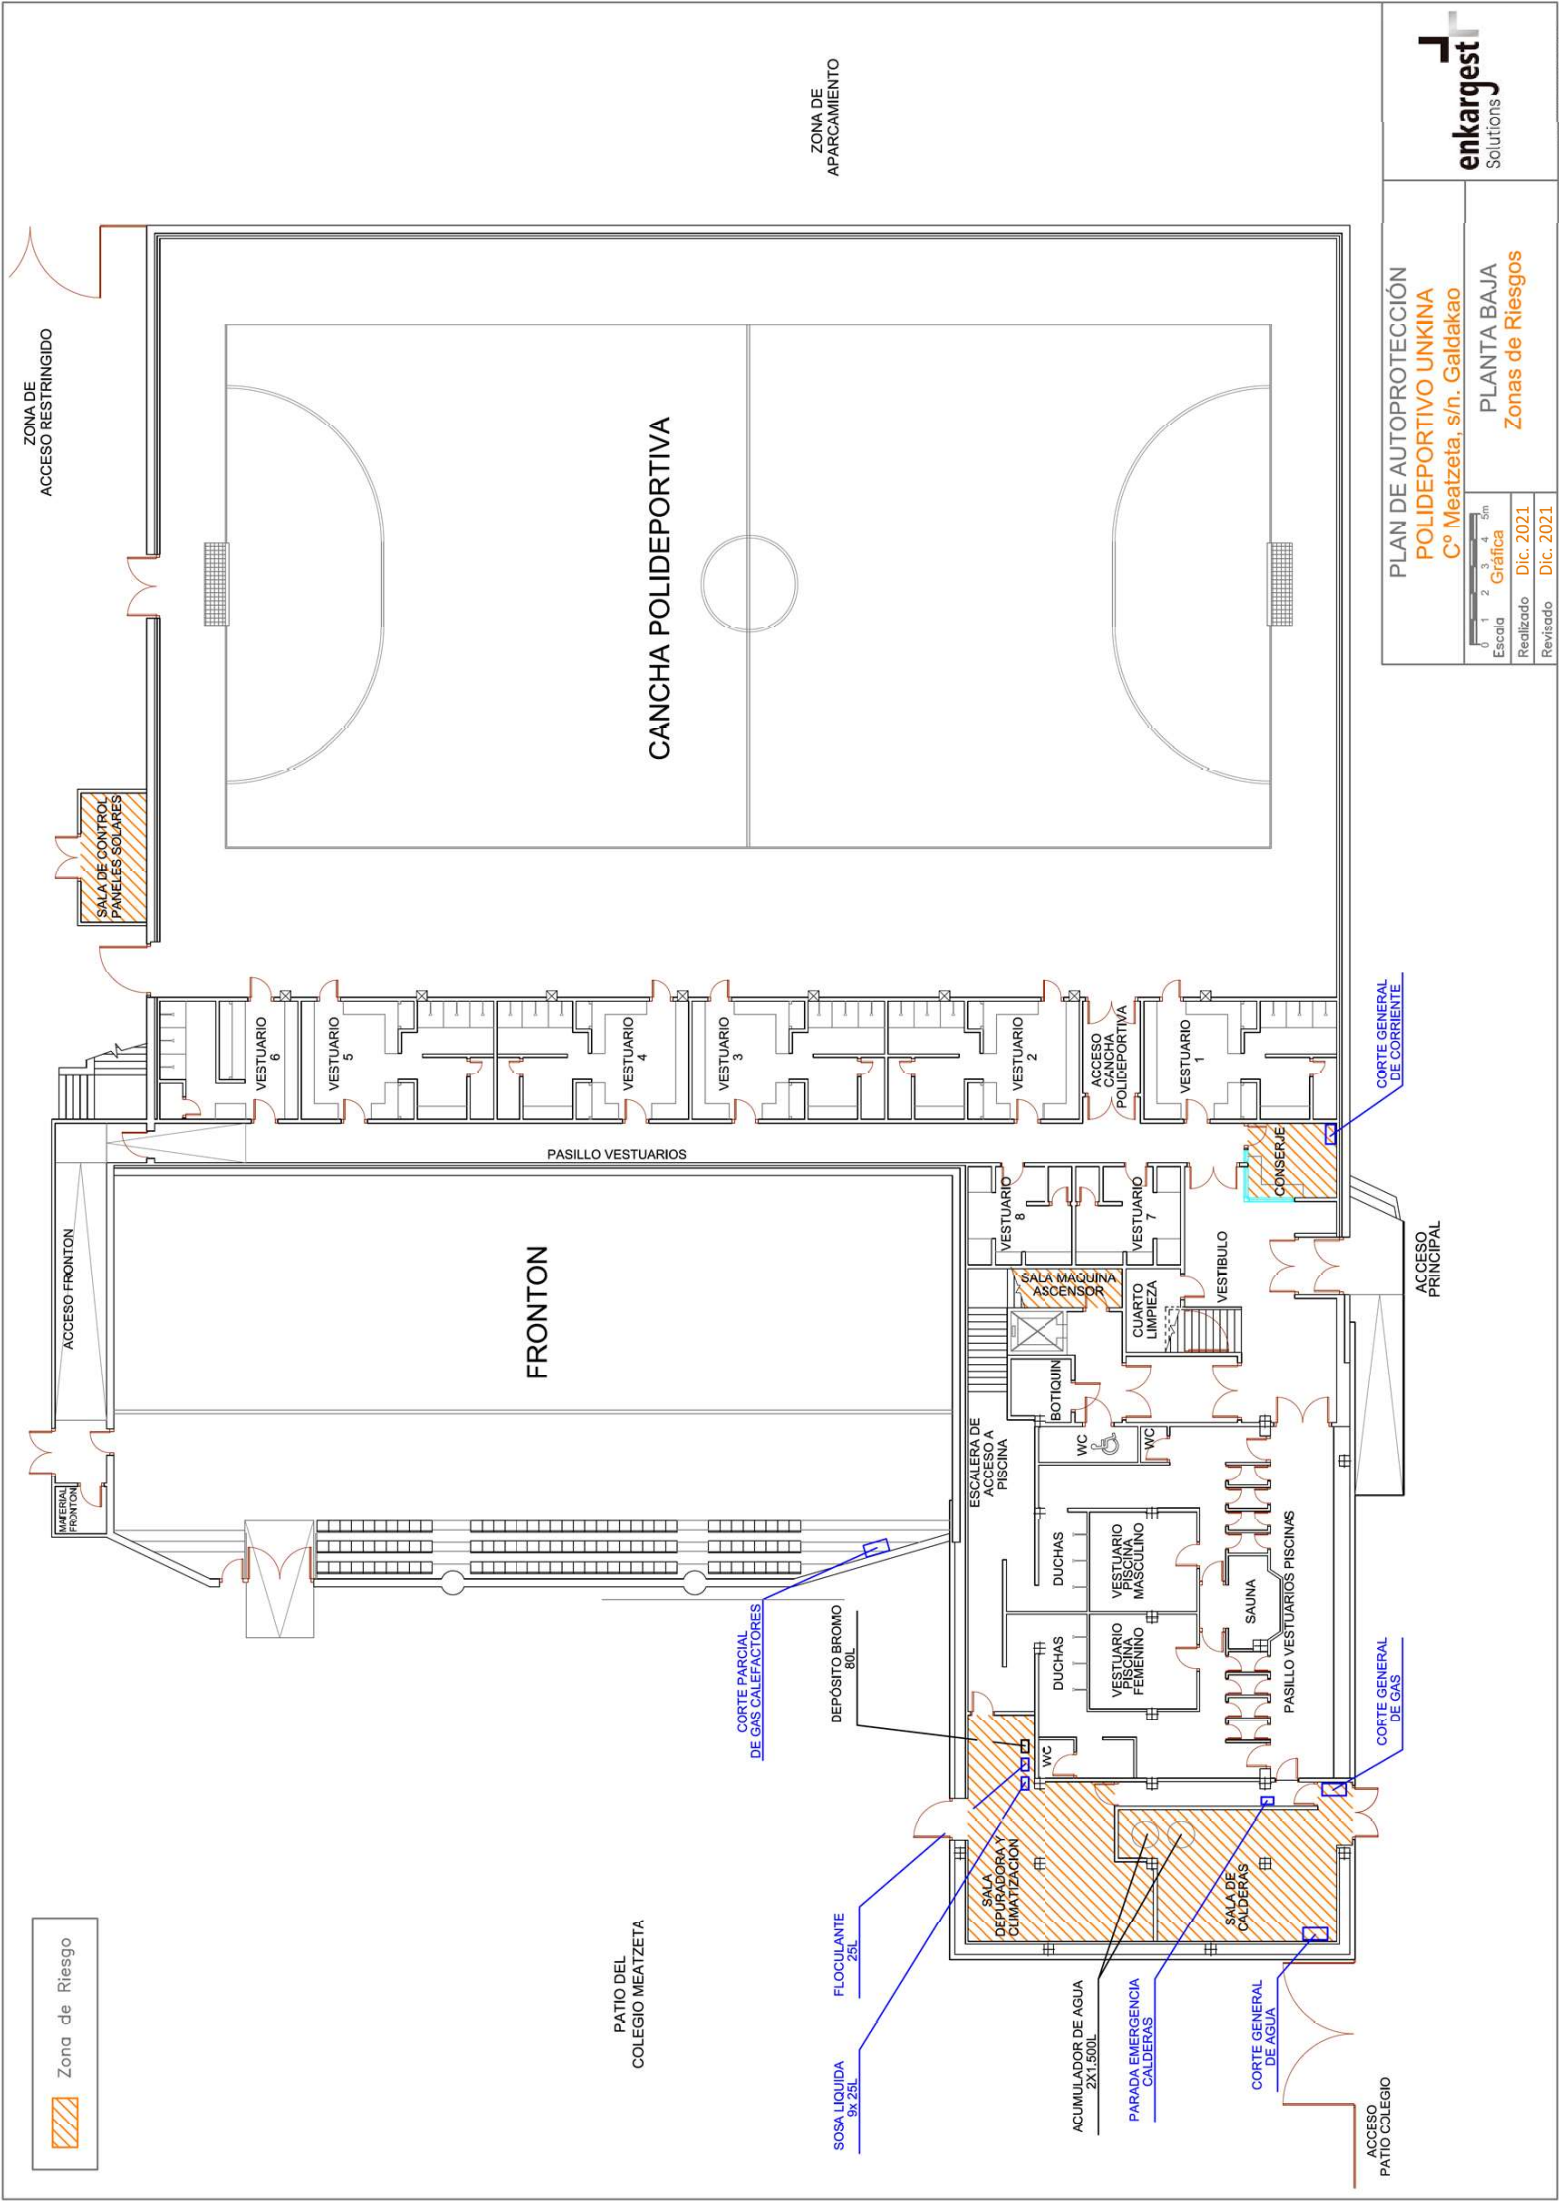 Zona de Riesgo
ZONA DE
ACCESO RESTRINGIDO
ZONA DE
APARCAMIENTO
SALA DE CONTROL
PANELES SOLARES
CANCHA POLIDEPORTIVA
ACCESO FRONTON
MATERIAL
FRONTON
FRONTON
PASILLO VESTUARIOS
VESTUARIO
6
VESTUARIO
5
VESTUARIO
4
VESTUARIO
3
VESTUARIO
2
ACCESO
CANCHA
POLIDEPORTIVA
VESTUARIO
1
CONSERJE
CORTE GENERAL
DE CORRIENTE
VESTUARIO
8
VESTUARIO
7
SALA MAQUINA
ASCENSOR
CUARTO
LIMPIEZA
VESTIBULO
ACCESO
PRINCIPAL
BOTIQUIN
WC
WC
ESCALERA DE
ACCESO A
PISCINA
DUCHAS
VESTUARIO
PISCINA
MASCULINO
DUCHAS
VESTUARIO
PISCINA
FEMENINO
SAUNA
PASILLO VESTUARIOS PISCINAS
WC
CORTE PARCIAL
DE GAS CALEFACTORES
DEPÓSITO BROMO
80L
CORTE GENERAL
DE GAS
SALA
DEPURADORA Y
CLIMATIZACIÓN
SALA DE
CALDERAS
PATIO DEL
COLEGIO MEATZETA
FLOCULANTE
25L
SOSA LIQUIDA
9x 25L
ACUMULADOR DE AGUA
2X1.500L
PARADA EMERGENCIA
CALDERAS
CORTE GENERAL
DE AGUA
ACCESO
PATIO COLEGIO
PLAN DE AUTOPROTECCIÓN
POLIDEPORTIVO UNKINA
Cº Meatzeta, s/n. Galdakao
0 1 2 3 4 5m
Escala Gráfica
Realizado Dic. 2021
Revisado Dic. 2021
PLANTA BAJA
Zonas de Riesgos
enkargest
Solutions